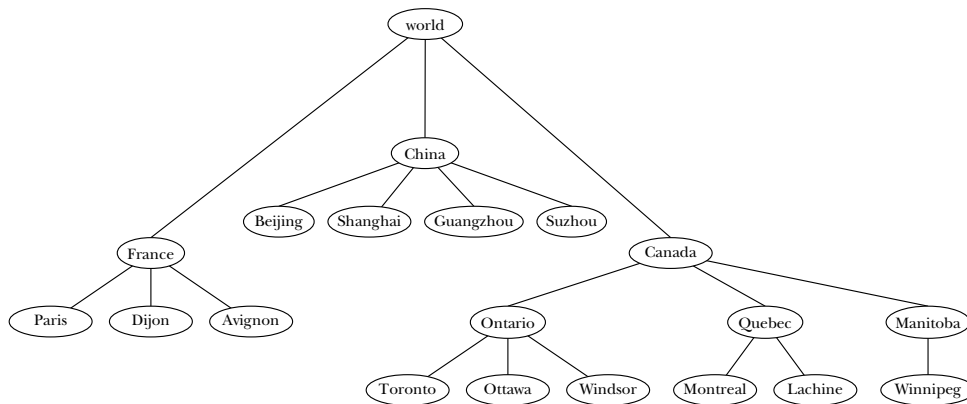 world
China
Beijing Shanghai Guangzhou Suzhou
France Canada
Paris Dijon Avignon Ontario Quebec Manitoba
Toronto Ottawa Windsor Montreal Lachine Winnipeg